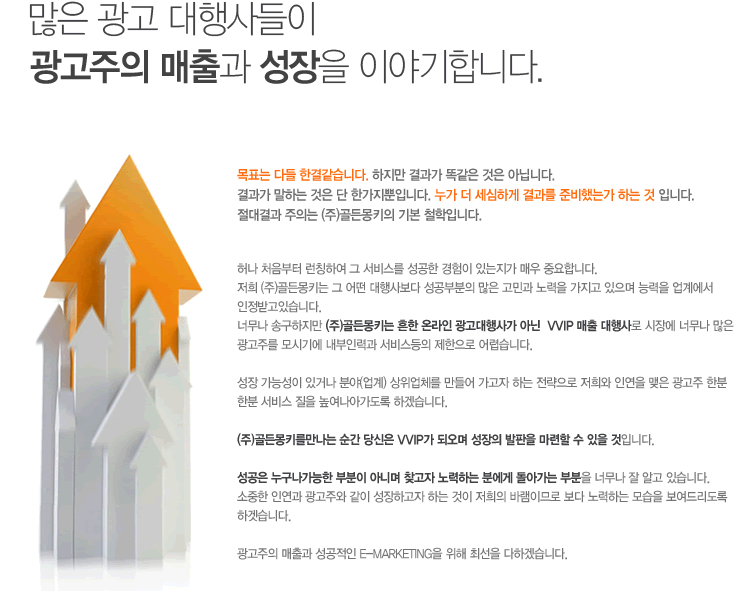 많은 광고 대행사들이
광고주의 매출과 성장을 이야기합니다.
목표는 다들 한결같습니다. 하지만 결과가 똑같은 것은 아닙니다.
결과가 말하는 것은 단 한가지뿐입니다. 누가 더 세심하게 결과를 준비했는가 하는 것 입니다.
절대결과 주의는 (주)골든몽키의 기본 철학입니다.
허나 처음부터 런칭하여 그 서비스를 성공한 경험이 있는지가 매우 중요합니다.
저희 (주)골든몽키는 그 어떤 대행사보다 성공부분의 많은 고민과 노력을 가지고 있으며 능력을 업계에서
인정받고있습니다.
너무나 송구하지만 (주)골든몽키는 흔한 온라인 광고대행사가 아닌 VVIP 매출 대행사로 시장에 너무나 많은
광고주를 모시기에 내부인력과 서비스등의 제한으로 어렵습니다.
성장 가능성이 있거나 분야(업계) 상위업체를 만들어 가고자 하는 전략으로 저희와 인연을 맺은 광고주 한분
한분 서비스 질을 높여나아가도록 하겠습니다.
(주)골든몽키를만나는 순간 당신은 VVIP가 되오며 성장의 발판을 마련할 수 있을 것입니다.
성공은 누구나가능한 부분이 아니며 찾고자 노력하는 분에게 돌아가는 부분을 너무나 잘 알고 있습니다.
소중한 인연과 광고주와 같이 성장하고자 하는 것이 저희의 바램이므로 보다 노력하는 모습을 보여드리도록
하겠습니다.
광고주의 매출과 성공적인 E-MARKETING을 위해 최선을 다하겠습니다.